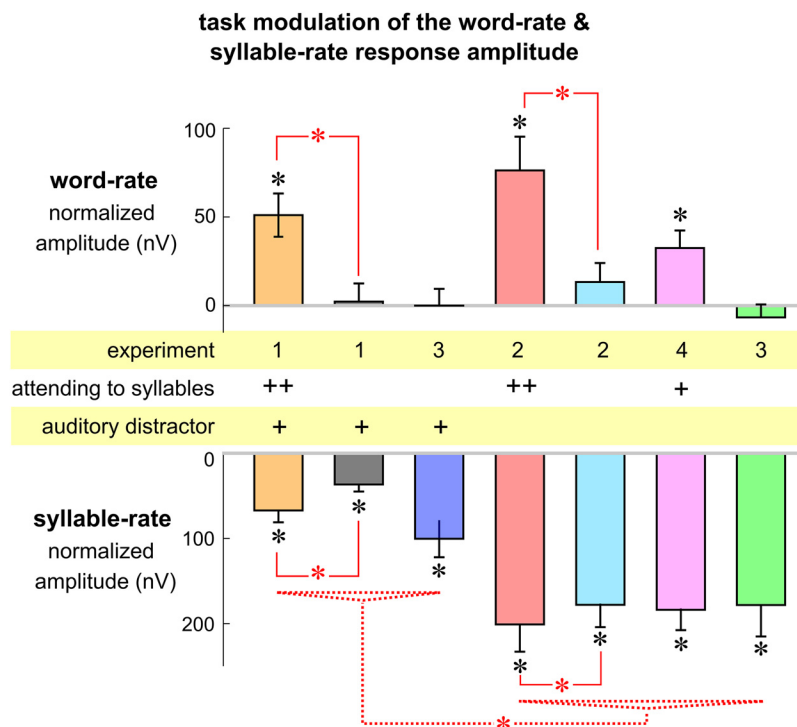 task modulation of the word-rate &
syllable-rate response amplitude
*
*
100
*
*
word-rate
normalized
amplitude (nV)
50
*
0
experiment 1 1 3 2 2 4 3
attending to syllables ++ ++ +
auditory distractor + + +
0
syllable-rate
normalized
amplitude (nV)
100
200
* * * * * * *
* *
*